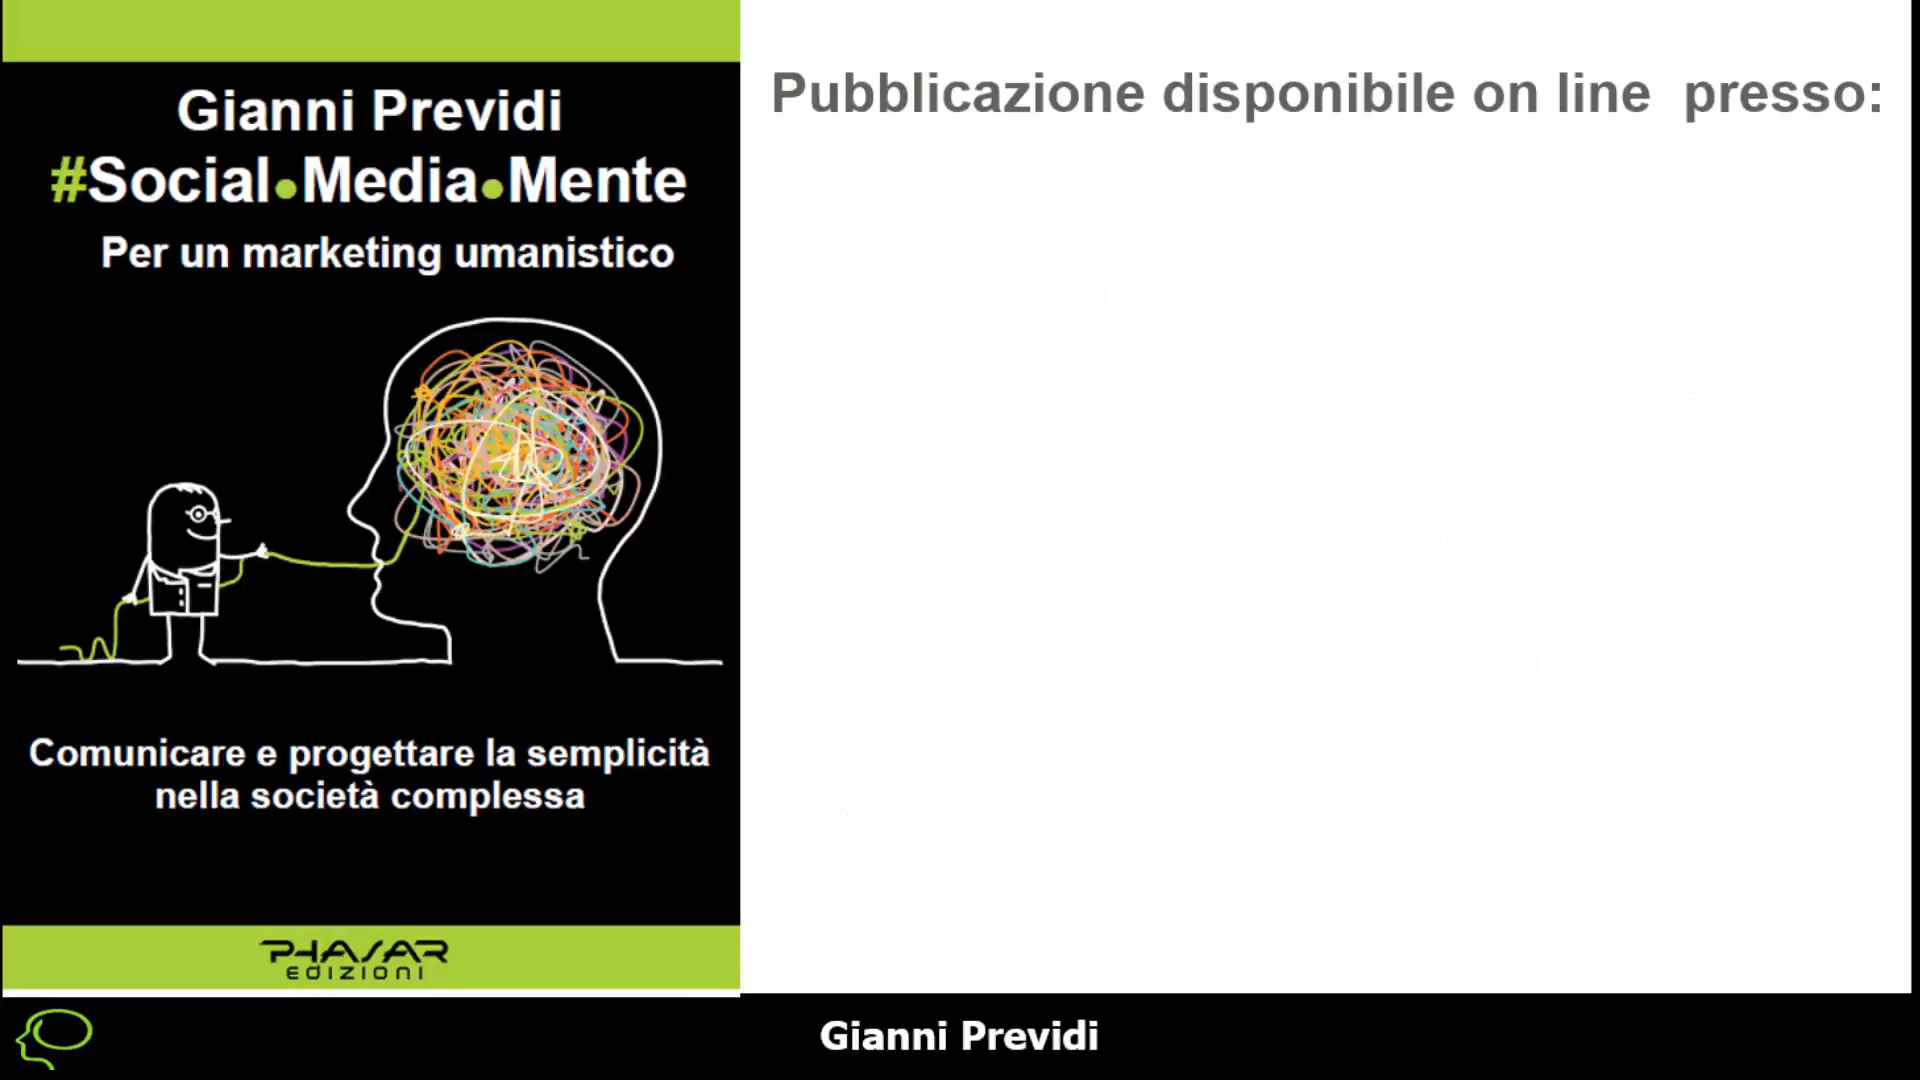 Gianni Previdi
#Social•Media•Mente
Per un marketing umanistico
Comunicare e progettare la semplicità
nella società complessa
PHASAR
EDIZIONI
Pubblicazione disponibile on line presso:
Gianni Previdi